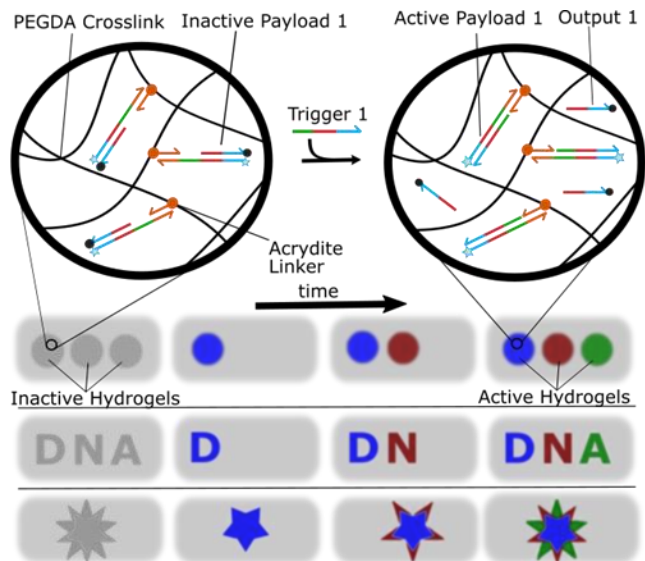 PEGDA Crosslink
Inactive Payload 1
Active Payload 1
Output 1
Trigger 1
Acrydite
Linker
time
Inactive Hydrogels
Active Hydrogels
DNA
D
DN
DNA